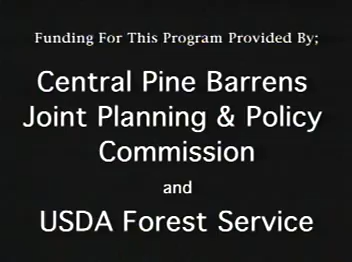 Funding For This Program Provided By;
Central Pine Barrens
Joint Planning & Policy
Commission
and
USDA Forest Service